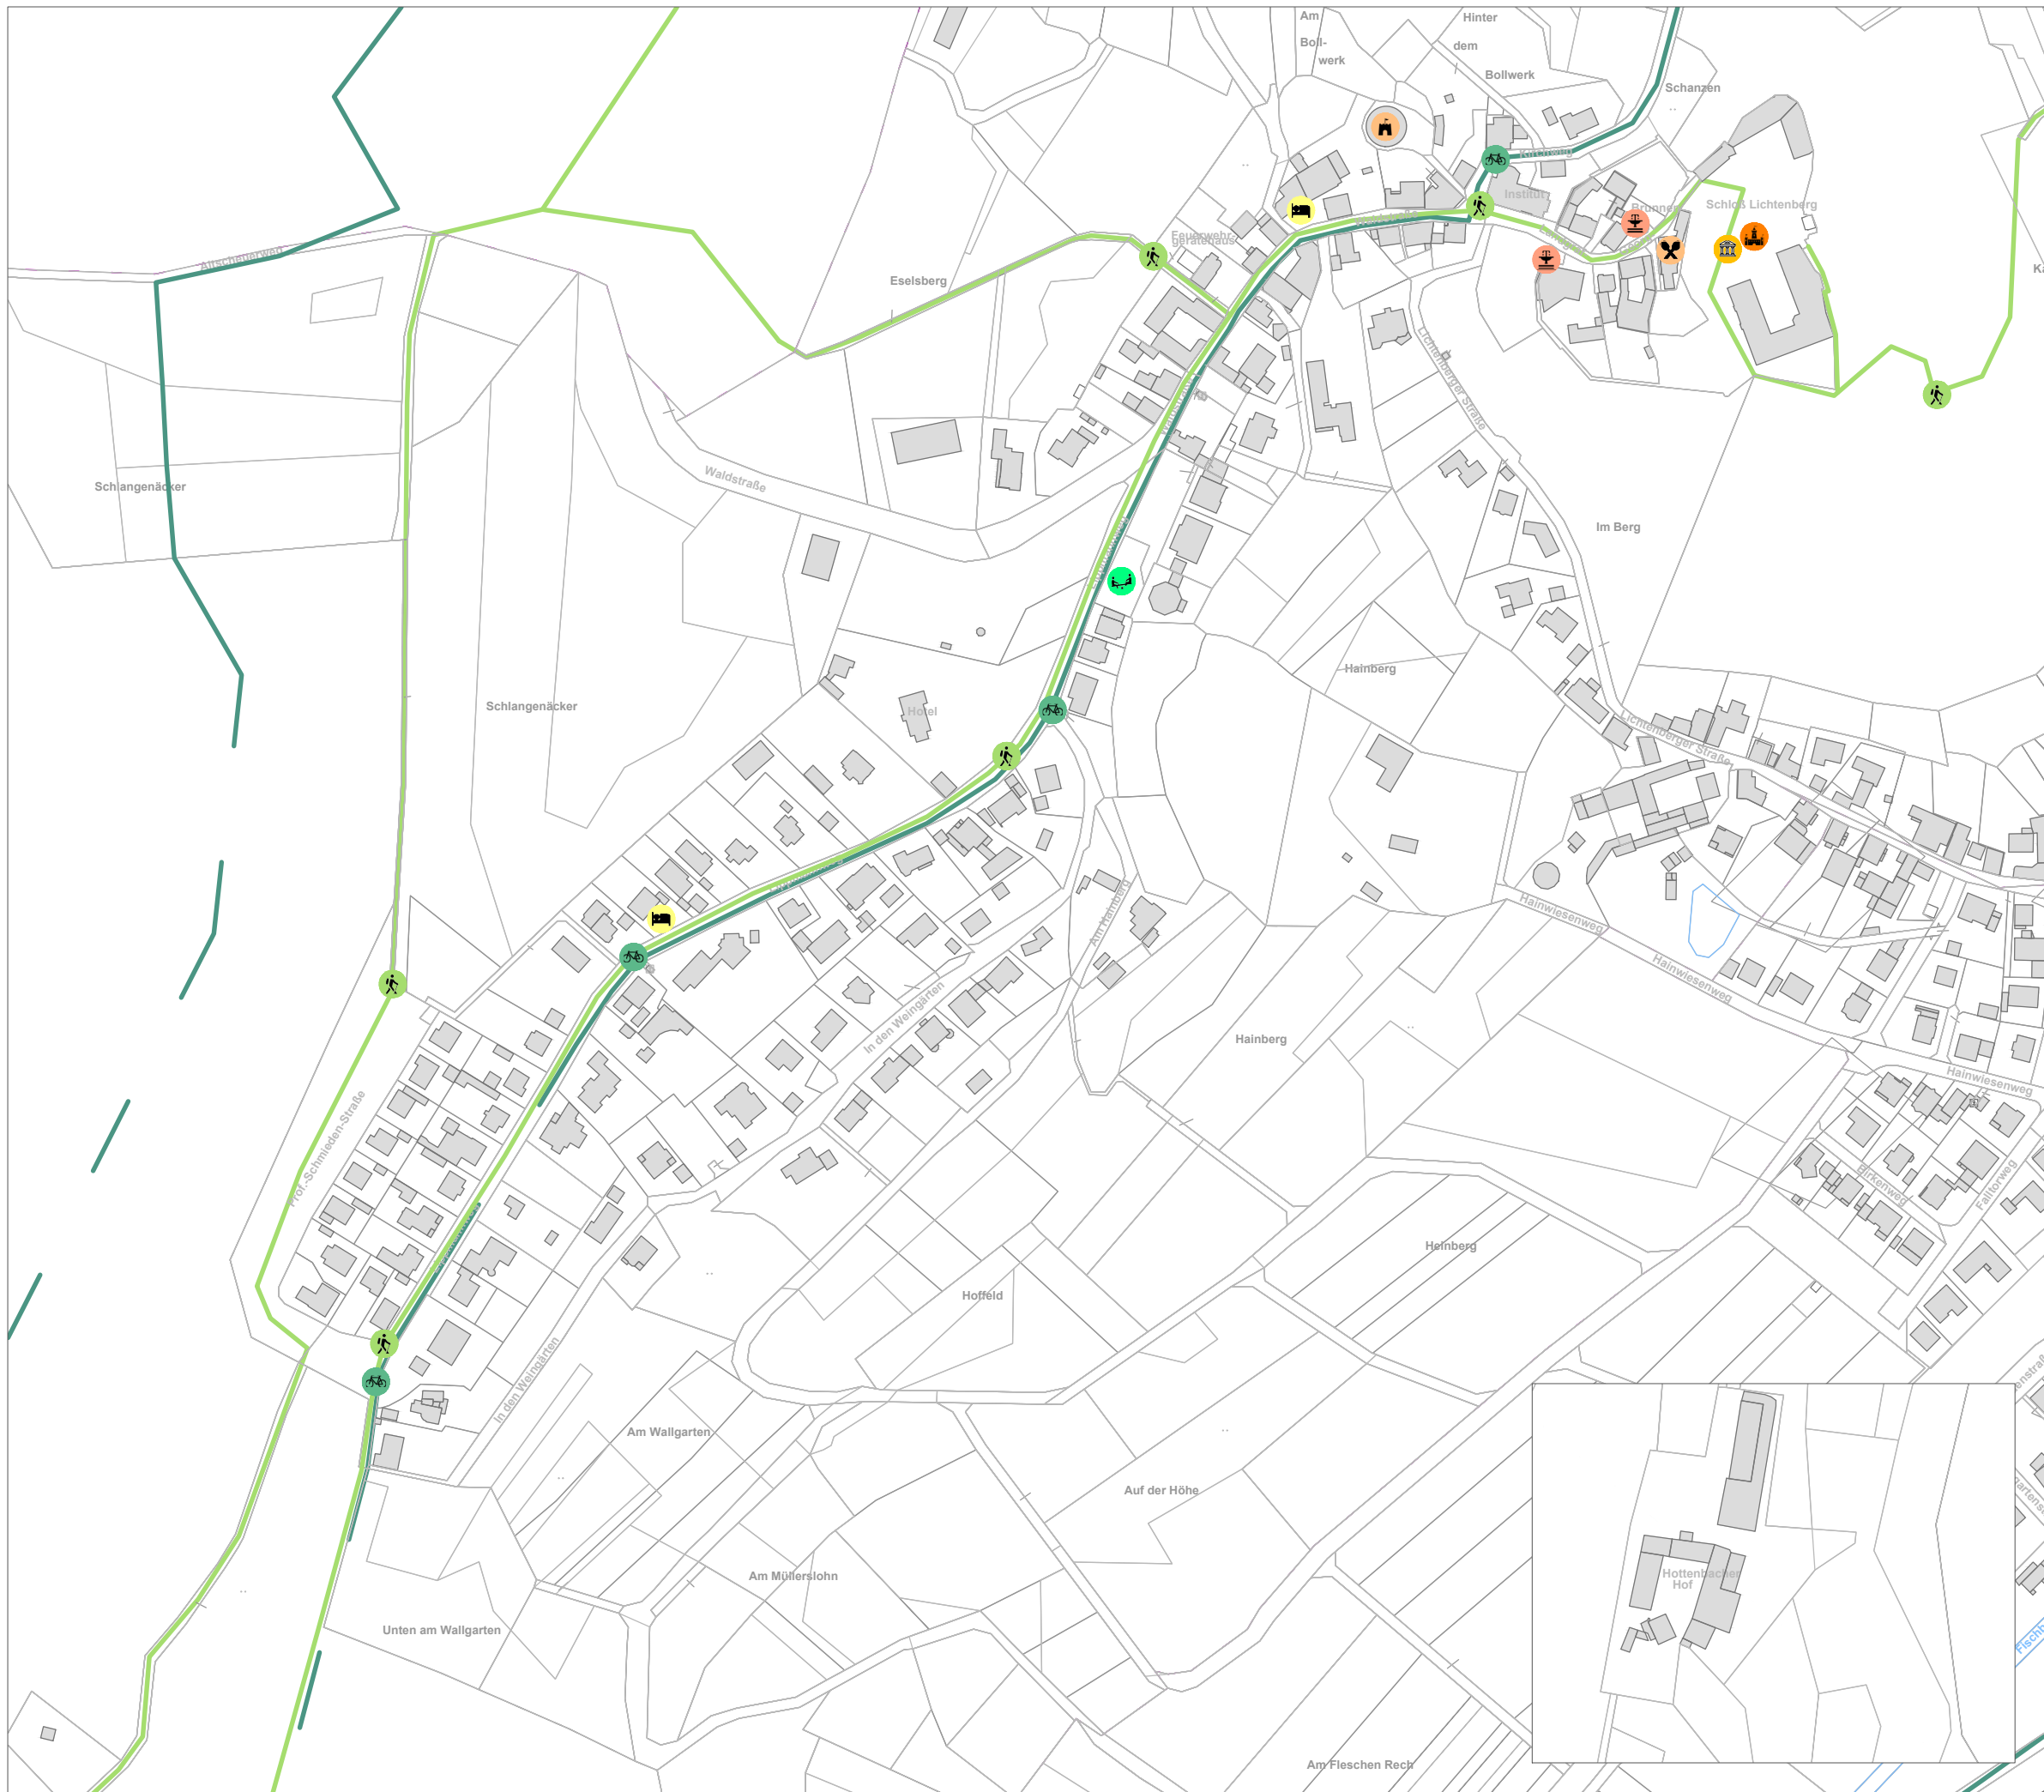 Am
Boll-
werk
Hinter
dem
Bollwerk
Schanzen
Kirchweg
Institut
Brunnen
Schloß Lichtenberg
Landgraf
Feuerwehr-
gerätehaus
Altscheuerweg
Eselsberg
Lichtenberger Straße
Waldstraße
Schlangenäcker
Im Berg
Hainberg
Schlangenäcker
Hotel
Lichtenberger Straße
Am Hainberg
Hainwiesenweg
Hainwiesenweg
In den Weingärten
Hainberg
Hainwiesenweg
Prof.-Schmieden-Straße
Birkenweg
Falltorweg
Heinberg
Hoffeld
In den Weingärten
Am Wallgarten
Auf der Höhe
Am Müllerslohn
Hottenbacher
Hof
Unten am Wallgarten
Am Fleschen Rech